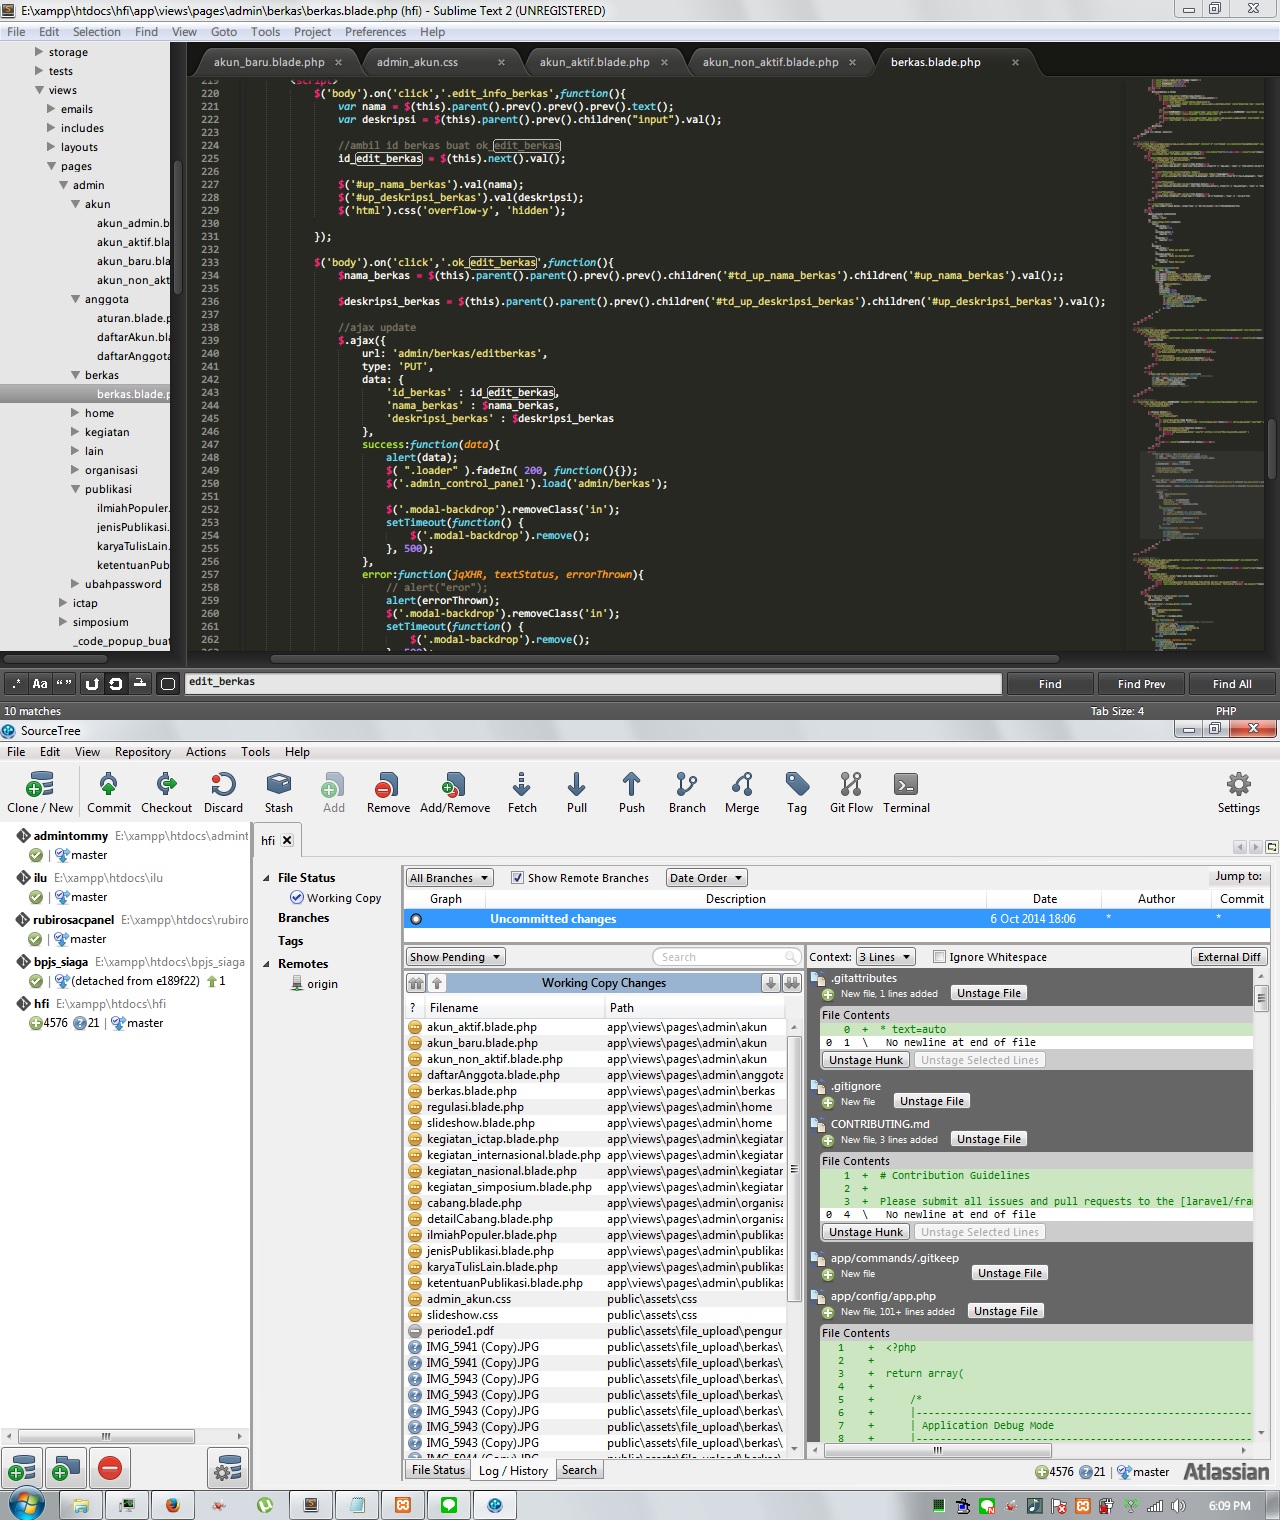 E:\xampp\htdocs\hfi\app\views\pages\admin\berkas\berkas.blade.php (hfi) - Sublime Text 2 (UNREGISTERED)
File Edit Selection Find View Goto Tools Project Preferences Help
storage
tests
views
emails
includes
layouts
pages
admin
akun
akun_admin.b
akun_aktif.bla
akun_baru.bla
akun_non_akt
anggota
aturan.blade.p
daftarAkun.bl
daftarAnggota
berkas
berkas.blade.p
home
kegiatan
lain
organisasi
publikasi
ilmiahPopuler.
jenisPublikasi.
karyaTulisLain.
ketentuanPub
ubahpassword
ictap
simposium
_code_popup_buat
akun_baru.blade.php × admin_akun.css × akun_aktif.blade.php × akun_non_aktif.blade.php × berkas.blade.php ×
219 <script>
220 $('body').on('click','.edit_info_berkas',function(){
221 var nama = $(this).parent().prev().prev().prev().text();
222 var deskripsi = $(this).parent().prev().children("input").val();
223
224 //ambil id berkas buat ok_edit_berkas
225 id_edit_berkas = $(this).next().val();
226
227 $('#up_nama_berkas').val(nama);
228 $('#up_deskripsi_berkas').val(deskripsi);
229 $('html').css('overflow-y', 'hidden');
230
231 });
232
233 $('body').on('click','.ok_edit_berkas',function(){
234 $nama_berkas = $(this).parent().parent().prev().prev().children('#td_up_nama_berkas').children('#up_nama_berkas').val();;
235
236 $deskripsi_berkas = $(this).parent().parent().prev().children('#td_up_deskripsi_berkas').children('#up_deskripsi_berkas').val();
237
238 //ajax update
239 $.ajax({
240 url: 'admin/berkas/editberkas',
241 type: 'PUT',
242 data: {
243 'id_berkas' : id_edit_berkas,
244 'nama_berkas' : $nama_berkas,
245 'deskripsi_berkas' : $deskripsi_berkas
246 },
247 success:function(data){
248 alert(data);
249 $( ".loader" ).fadeIn( 200, function(){});
250 $('.admin_control_panel').load('admin/berkas');
251
252 $('.modal-backdrop').removeClass('in');
253 setTimeout(function() {
254 $('.modal-backdrop').remove();
255 }, 500);
256 },
257 error:function(jqXHR, textStatus, errorThrown){
258 // alert("eror");
259 alert(errorThrown);
260 $('.modal-backdrop').removeClass('in');
261 setTimeout(function() {
262 $('.modal-backdrop').remove();
263 }, 500);
.* Aa “ ” edit_berkas Find Find Prev Find All
10 matches Tab Size: 4 PHP
SourceTree
File Edit View Repository Actions Tools Help
Clone / New Commit Checkout Discard Stash Add Remove Add/Remove Fetch Pull Push Branch Merge Tag Git Flow Terminal Settings
admintommy E:\xampp\htdocs\admint
| master
ilu E:\xampp\htdocs\ilu
| master
rubirosacpanel E:\xampp\htdocs\rubiro
| master
bpjs_siaga E:\xampp\htdocs\bpjs_siaga
| (detached from e189f22) 1
hfi E:\xampp\htdocs\hfi
4576 21 | master
hfi
File Status
Working Copy
Branches
Tags
Remotes
origin
All Branches Show Remote Branches Date Order Jump to:
Graph Description Date Author Commit
Uncommitted changes 6 Oct 2014 18:06 * *
Show Pending Search
Working Copy Changes
? Filename Path
akun_aktif.blade.php app\views\pages\admin\akun
akun_baru.blade.php app\views\pages\admin\akun
akun_non_aktif.blade.php app\views\pages\admin\akun
daftarAnggota.blade.php app\views\pages\admin\anggota
berkas.blade.php app\views\pages\admin\berkas
regulasi.blade.php app\views\pages\admin\home
slideshow.blade.php app\views\pages\admin\home
kegiatan_ictap.blade.php app\views\pages\admin\kegiatan
kegiatan_internasional.blade.php app\views\pages\admin\kegiatan
kegiatan_nasional.blade.php app\views\pages\admin\kegiatan
kegiatan_simposium.blade.php app\views\pages\admin\kegiatan
cabang.blade.php app\views\pages\admin\organisa
detailCabang.blade.php app\views\pages\admin\organisa
ilmiahPopuler.blade.php app\views\pages\admin\publikas
jenisPublikasi.blade.php app\views\pages\admin\publikas
karyaTulisLain.blade.php app\views\pages\admin\publikas
ketentuanPublikasi.blade.php app\views\pages\admin\publikas
admin_akun.css public\assets\css
slideshow.css public\assets\css
periode1.pdf public\assets\file_upload\pengur
IMG_5941 (Copy).JPG public\assets\file_upload\berkas\
IMG_5941 (Copy).JPG public\assets\file_upload\berkas\
IMG_5943 (Copy).JPG public\assets\file_upload\berkas\
IMG_5943 (Copy).JPG public\assets\file_upload\berkas\
IMG_5943 (Copy).JPG public\assets\file_upload\berkas\
IMG_5943 (Copy).JPG public\assets\file_upload\berkas\
IMG_5943 (Copy).JPG public\assets\file_upload\berkas\
File Status Log / History Search
Context: 3 Lines Ignore Whitespace External Diff
.gitattributes
New file, 1 lines added Unstage File
File Contents
0 + * text=auto
0 1 \ No newline at end of file
Unstage Hunk Unstage Selected Lines
.gitignore
New file Unstage File
CONTRIBUTING.md
New file, 3 lines added Unstage File
File Contents
1 + # Contribution Guidelines
2 +
3 + Please submit all issues and pull requests to the [laravel/fra
0 4 \ No newline at end of file
Unstage Hunk Unstage Selected Lines
app/commands/.gitkeep
New file Unstage File
app/config/app.php
New file, 101+ lines added Unstage File
File Contents
1 + <?php
2 +
3 + return array(
4 +
5 + /*
6 + |--------------------------------------------------------
7 + | Application Debug Mode
8 + |--------------------------------------------------------
4576 21 | master Atlassian
6:09 PM